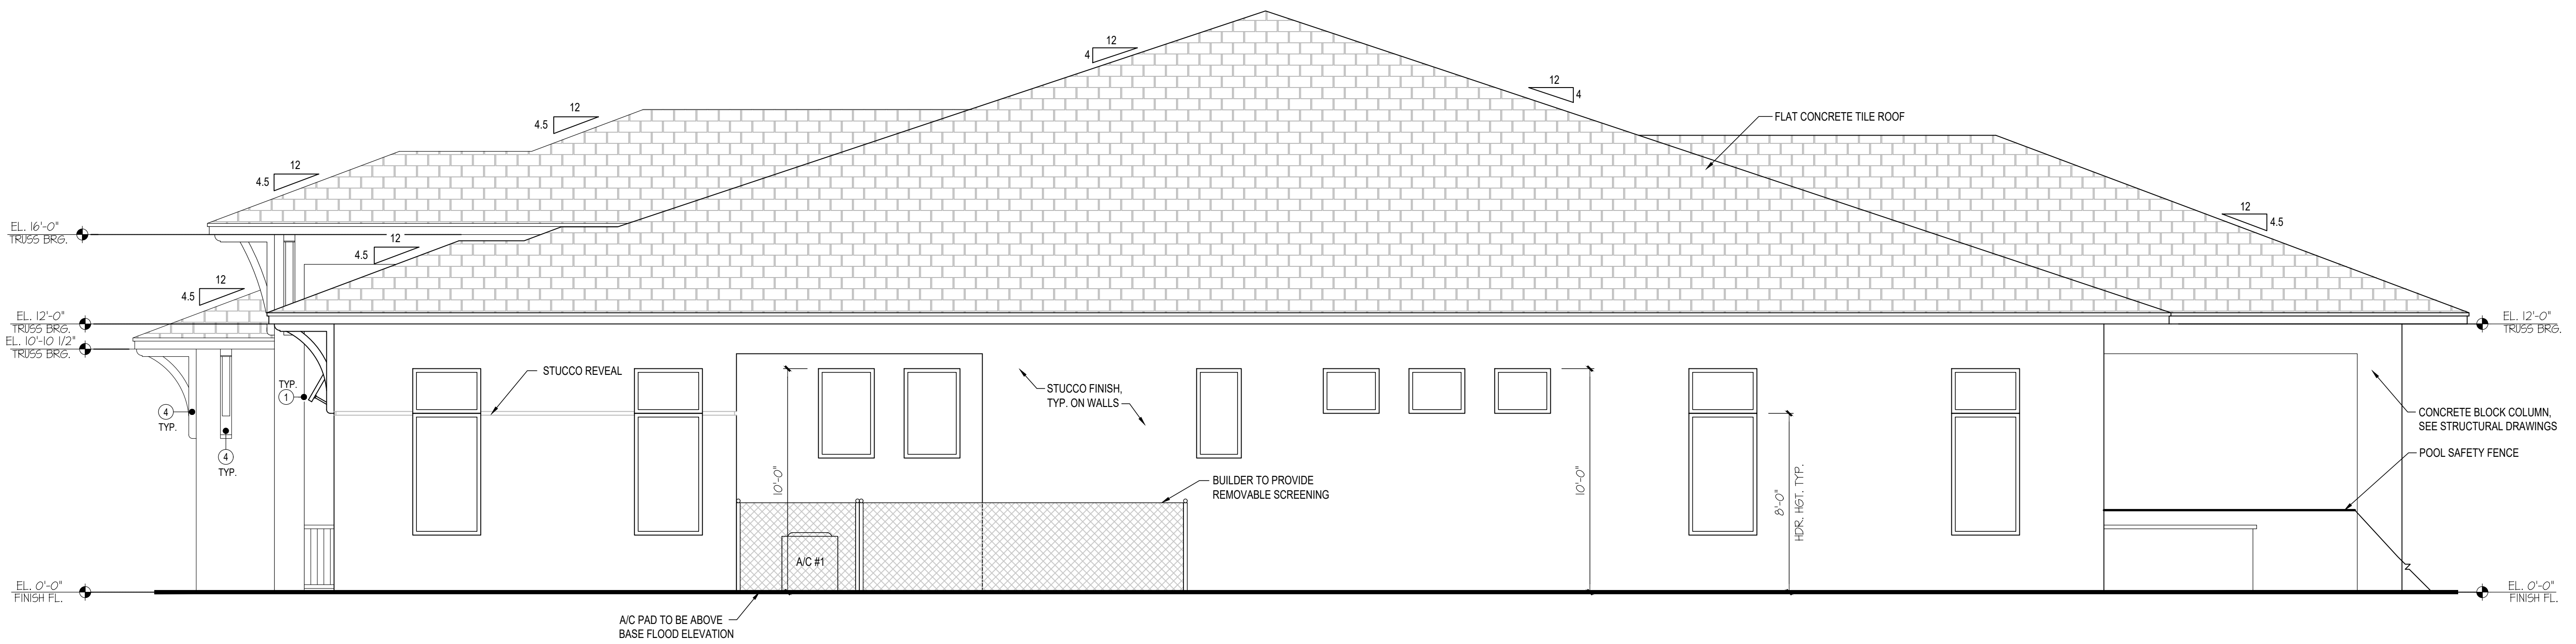 12
4
12
4
12
4.5
FLAT CONCRETE TILE ROOF
12
4.5
12
4.5
EL. 16'-0"
TRUSS BRG.
12
4.5
12
4.5
EL. 12'-0"
TRUSS BRG.
EL. 12'-0"
TRUSS BRG.
EL. 10'-10 1/2"
TRUSS BRG.
STUCCO REVEAL
TYP.
1
STUCCO FINISH,
TYP. ON WALLS
4
TYP.
CONCRETE BLOCK COLUMN,
SEE STRUCTURAL DRAWINGS
4
TYP.
POOL SAFETY FENCE
10'-0"
BUILDER TO PROVIDE
REMOVABLE SCREENING
10'-0"
8'-0"
HDR. HGT. TYP.
A/C #1
EL. 0'-0"
FINISH FL.
EL. 0'-0"
FINISH FL.
A/C PAD TO BE ABOVE
BASE FLOOD ELEVATION